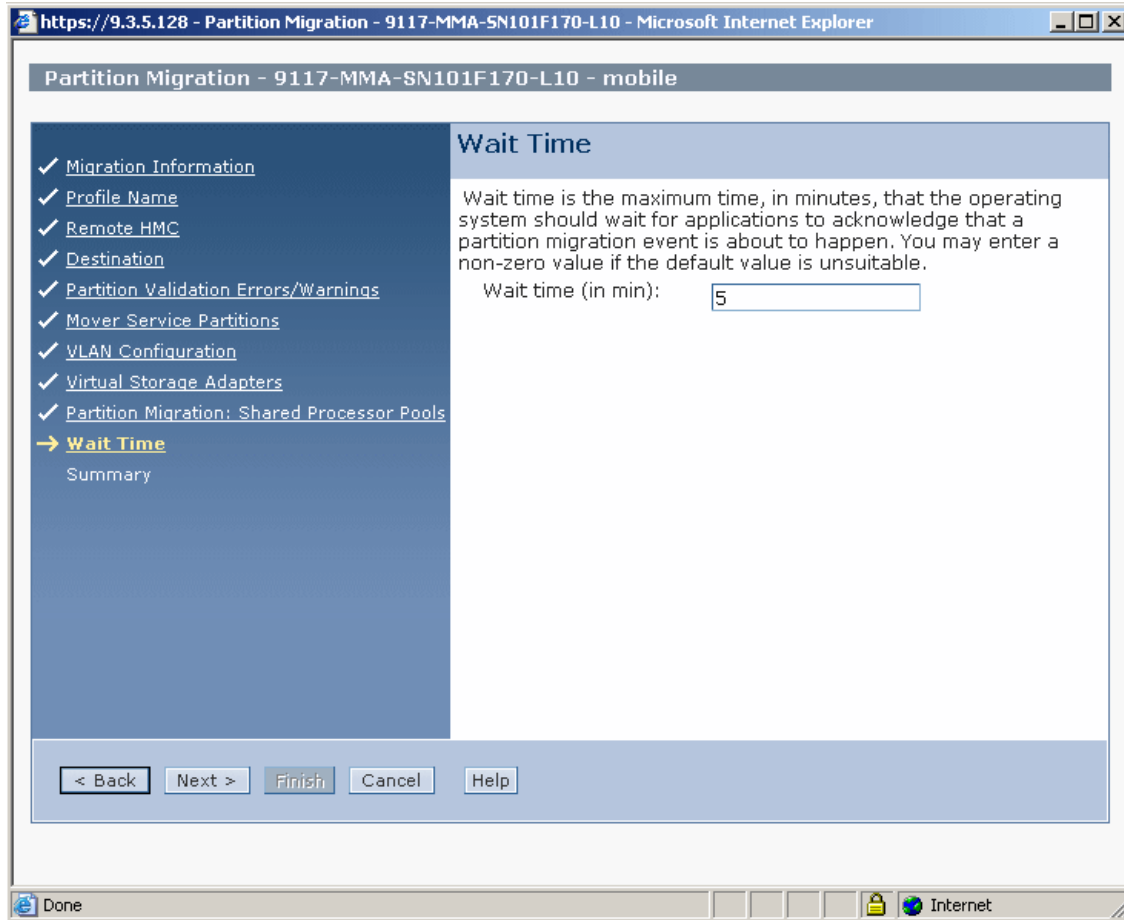 https://9.3.5.128 - Partition Migration - 9117-MMA-SN101F170-L10 - Microsoft Internet Explorer
Partition Migration - 9117-MMA-SN101F170-L10 - mobile
Migration Information
Profile Name
Remote HMC
Destination
Partition Validation Errors/Warnings
Mover Service Partitions
VLAN Configuration
Virtual Storage Adapters
Partition Migration: Shared Processor Pools
Wait Time
Summary
Wait Time
Wait time is the maximum time, in minutes, that the operating
system should wait for applications to acknowledge that a
partition migration event is about to happen. You may enter a
non-zero value if the default value is unsuitable.
Wait time (in min): 5
< Back Next > Finish Cancel Help
Done Internet